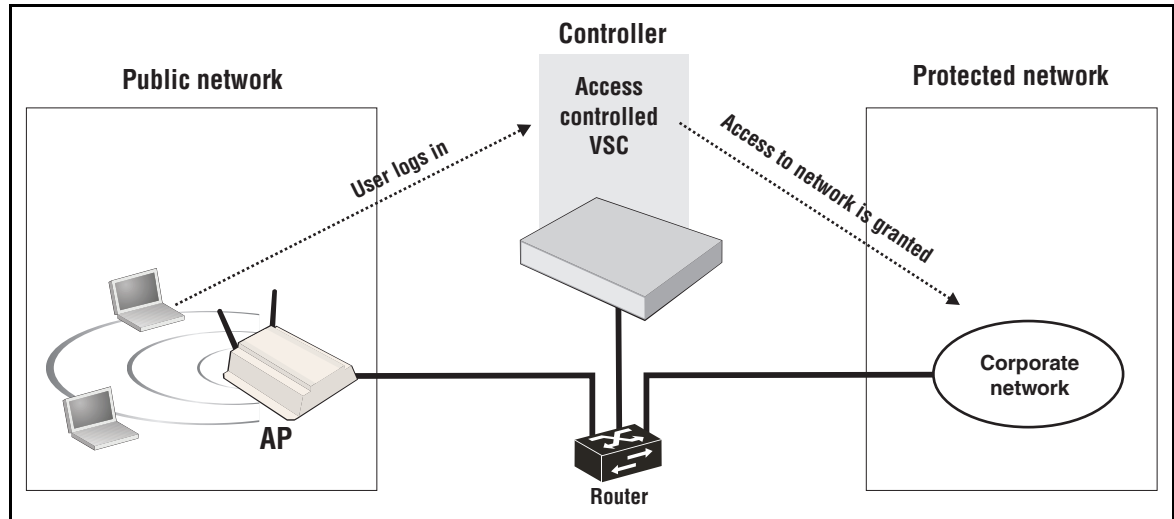 Controller
Public network
Protected network
Access
controlled
VSC
User logs in
Access to network is granted
Corporate
network
AP
Router